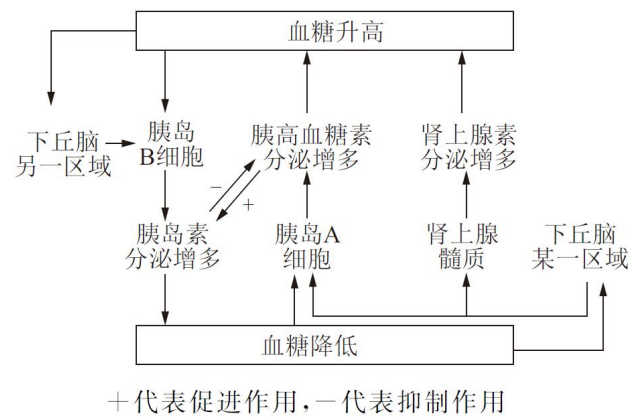 血糖升高
下丘脑
另一区域
胰岛
B细胞
胰高血糖素
分泌增多
肾上腺素
分泌增多
−
+
胰岛素
分泌增多
胰岛A
细胞
肾上腺
髓质
下丘脑
某一区域
血糖降低
+代表促进作用,−代表抑制作用